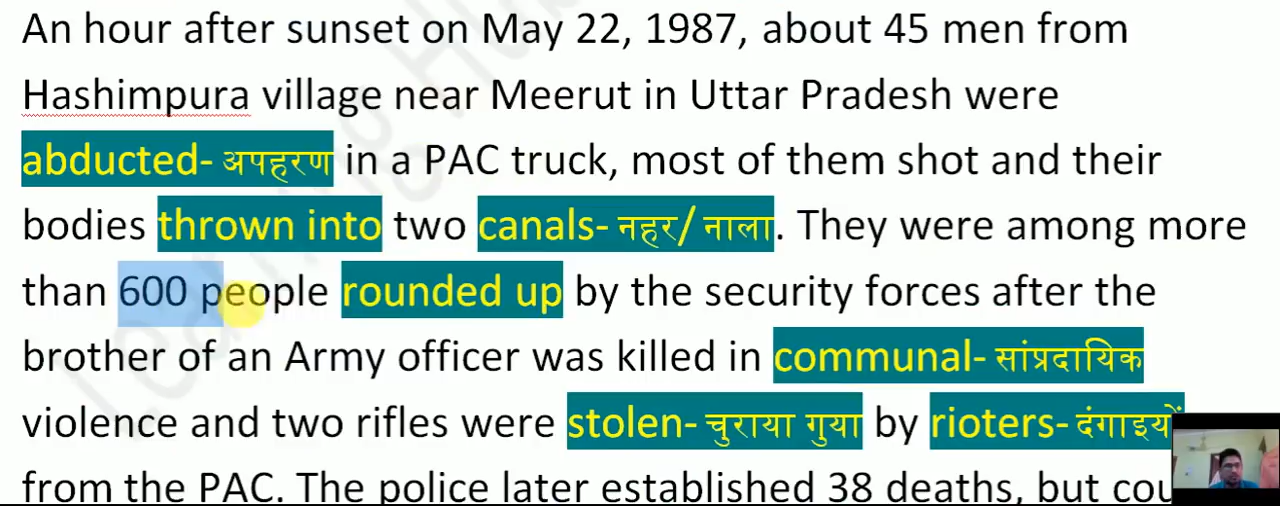 An hour after sunset on May 22, 1987, about 45 men from
Hashimpura village near Meerut in Uttar Pradesh were
abducted- अपहरण in a PAC truck, most of them shot and their
bodies thrown into two canals- नहर/ नाला. They were among more
than 600 people rounded up by the security forces after the
brother of an Army officer was killed in communal- सांप्रदायिक
violence and two rifles were stolen- चुराया गुया by rioters- दंगाइयों
from the PAC. The police later established 38 deaths, but